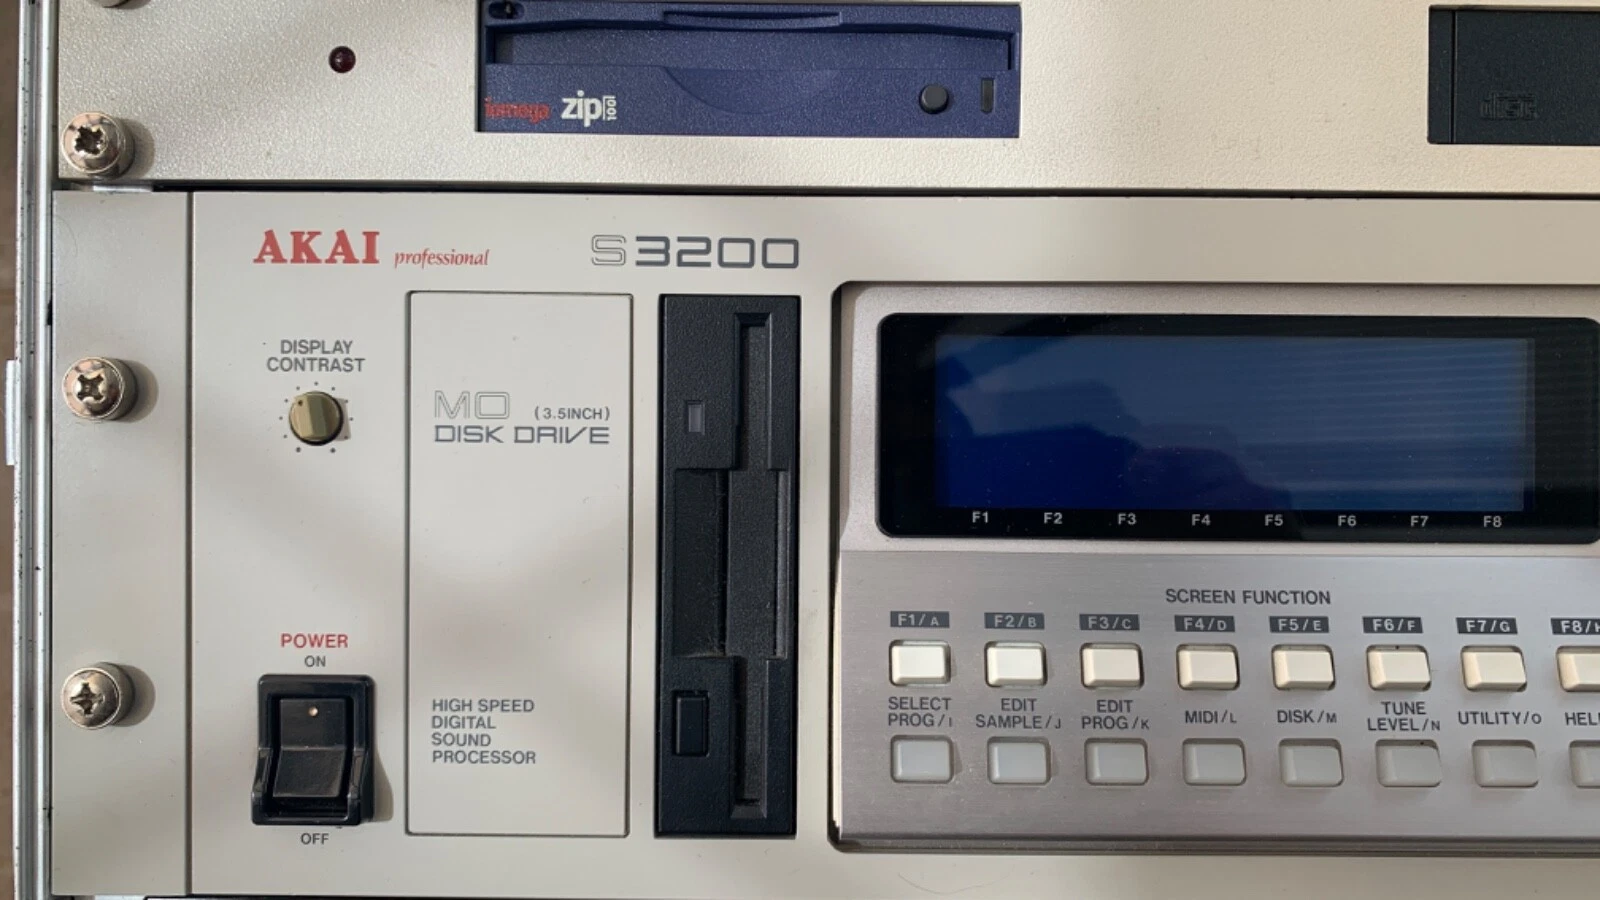 iomega zip 100
disc
AKAI professional
S3200
DISPLAY
CONTRAST
MO (3.5INCH)
DISK DRIVE
F1 F2 F3 F4 F5 F6 F7 F8
SCREEN FUNCTION
F1/A F2/B F3/C F4/D F5/E F6/F F7/G F8/H
SELECT PROG/I EDIT SAMPLE/J EDIT PROG/K MIDI/L DISK/M TUNE LEVEL/N UTILITY/O
POWER
ON
OFF
HIGH SPEED
DIGITAL
SOUND
PROCESSOR